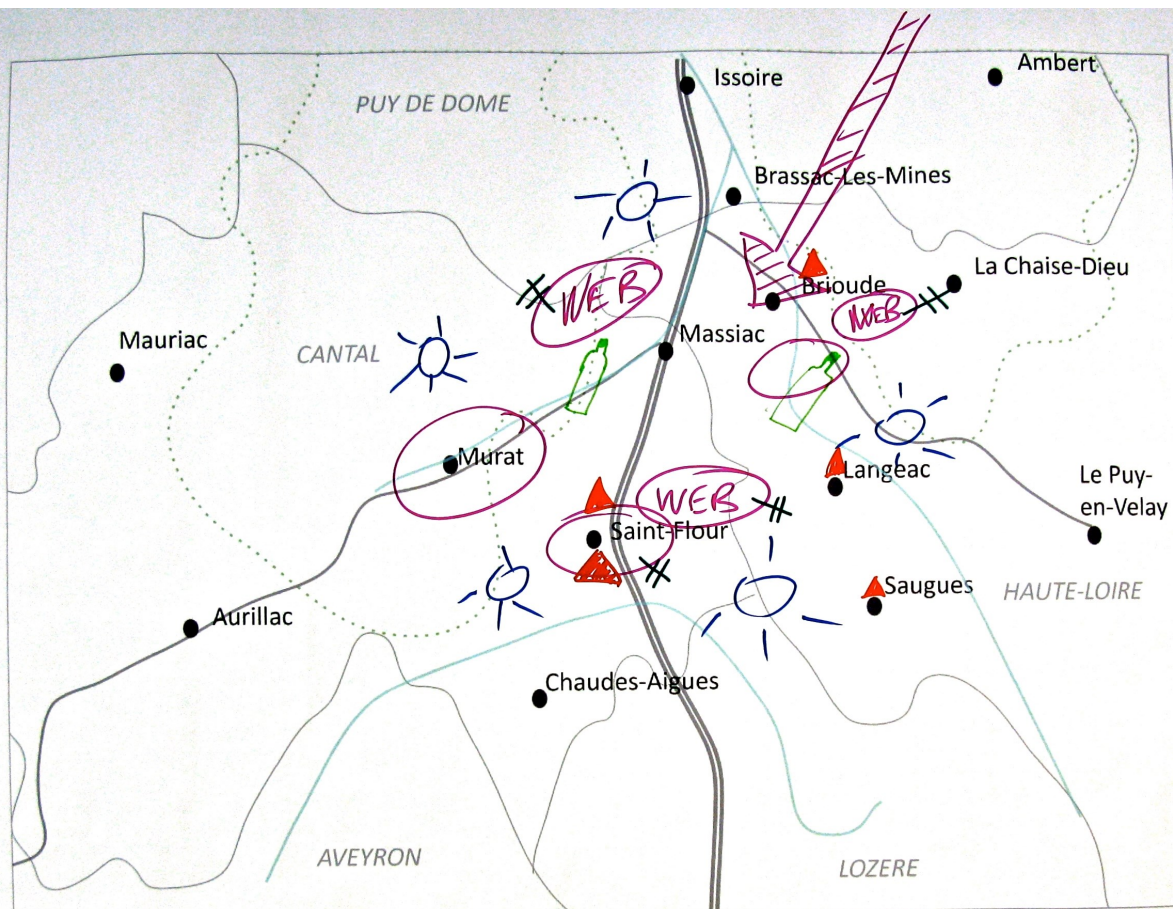 Issoire
Ambert
PUY DE DOME
Brassac-Les-Mines
La Chaise-Dieu
WEB
Brioude
WEB
Mauriac
CANTAL
Massiac
Murat
Langeac
Le Puy-
en-Velay
WEB
Saint-Flour
Saugues
HAUTE-LOIRE
Aurillac
Chaudes-Aigues
AVEYRON
LOZERE